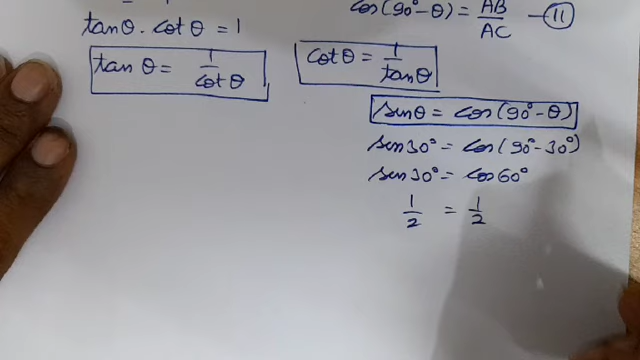 cos(90°-θ) = AB/AC — 11
tanθ · cotθ = 1
tan θ = 1/cotθ
cotθ = 1/tanθ
sinθ = cos(90°-θ)
sin30° = cos(90°-30°)
sin30° = cos60°
1/2 = 1/2